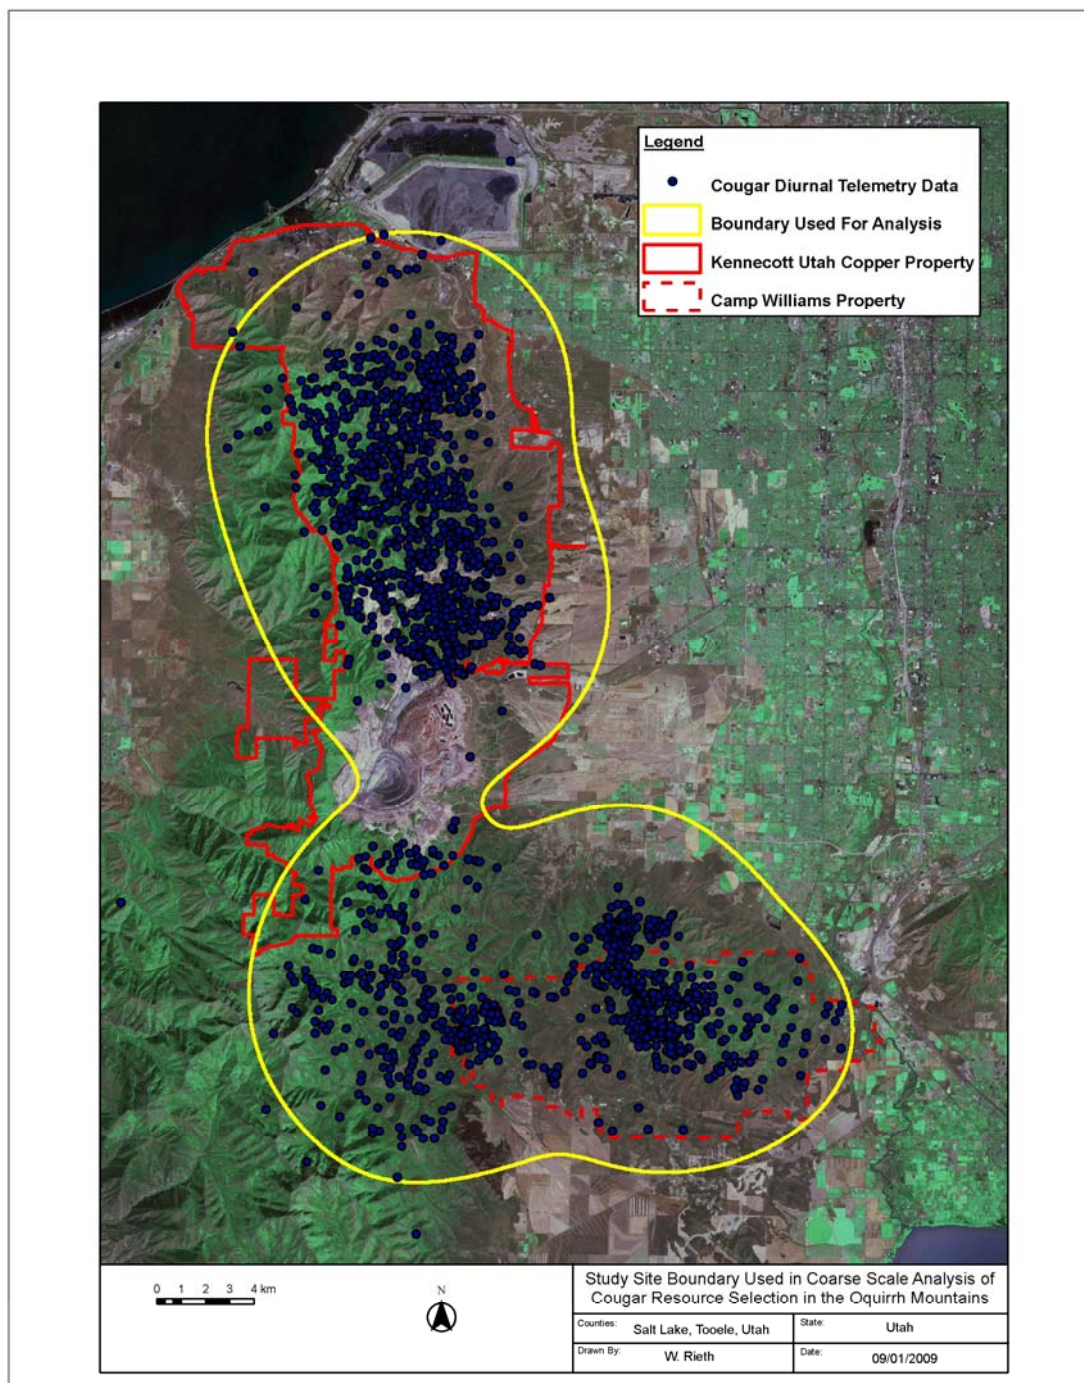 Legend
Cougar Diurnal Telemetry Data
Boundary Used For Analysis
Kennecott Utah Copper Property
Camp Williams Property
0 1 2 3 4 km
N
Study Site Boundary Used in Coarse Scale Analysis of
Cougar Resource Selection in the Oquirrh Mountains
Counties: Salt Lake, Tooele, Utah
State: Utah
Drawn By: W. Rieth
Date: 09/01/2009